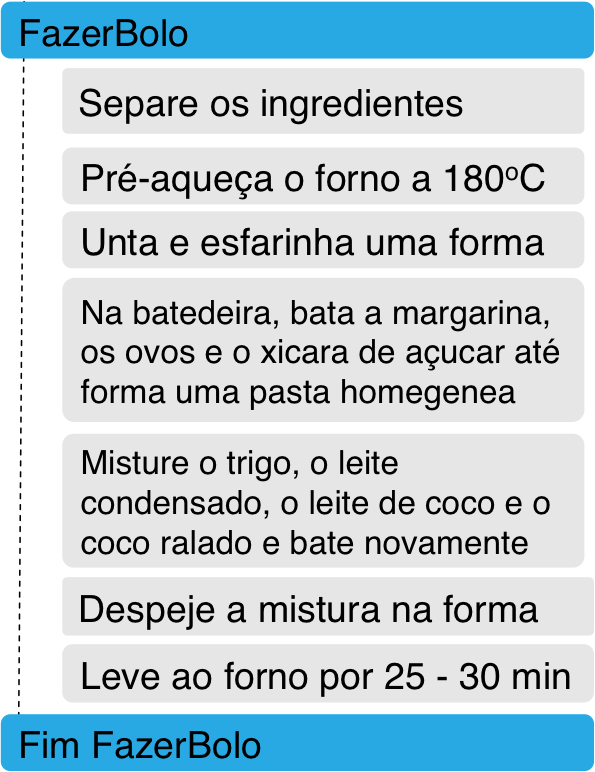 FazerBolo
Separe os ingredientes
Pré-aqueça o forno a 180ºC
Unta e esfarinha uma forma
Na batedeira, bata a margarina,
os ovos e o xicara de açucar até
forma uma pasta homegenea
Misture o trigo, o leite
condensado, o leite de coco e o
coco ralado e bate novamente
Despeje a mistura na forma
Leve ao forno por 25 - 30 min
Fim FazerBolo